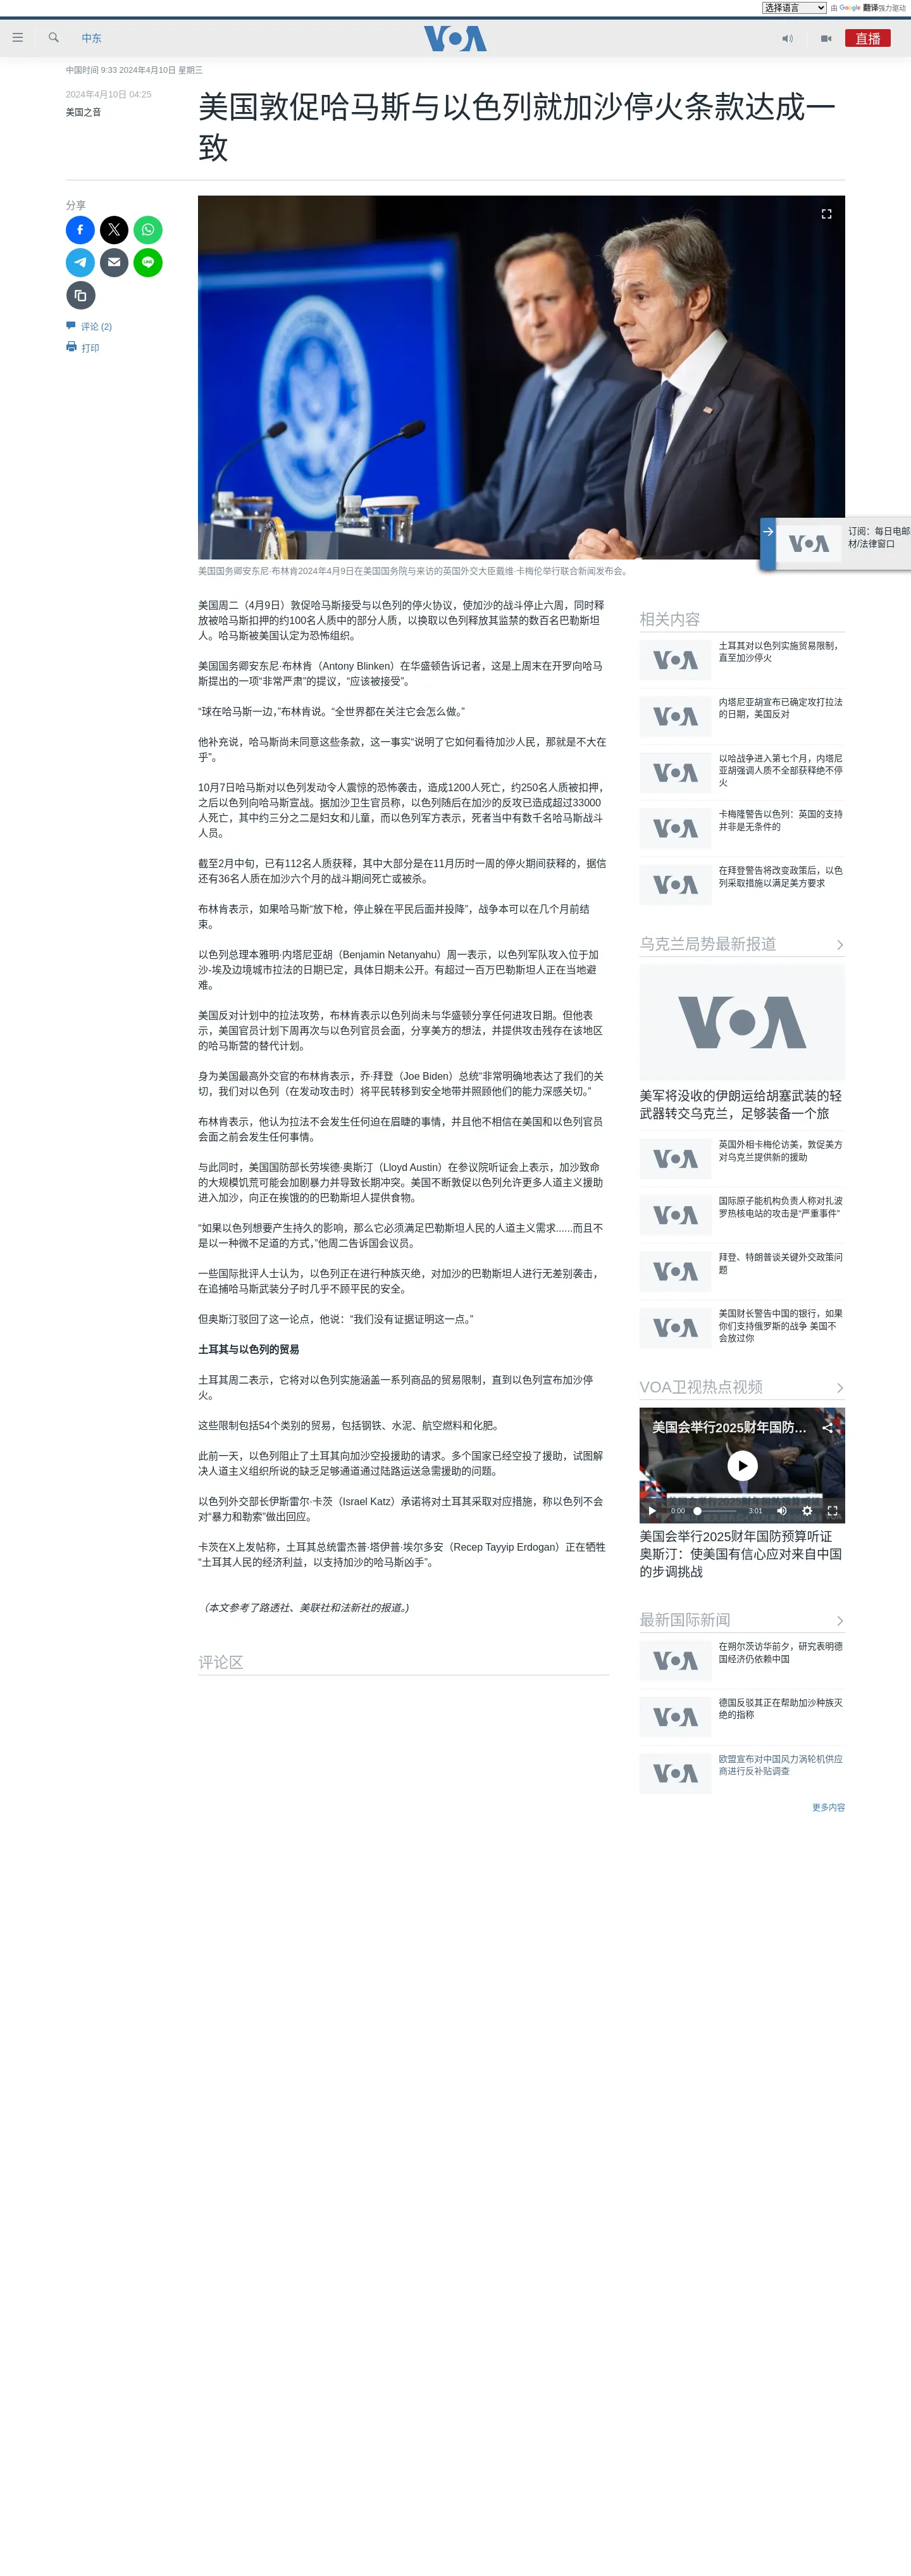 选择语言 由 Google 翻译强力驱动
中东
VOA
直播
中国时间 9:33 2024年4月10日 星期三
2024年4月10日 04:25
美国之音
美国敦促哈马斯与以色列就加沙停火条款达成一
致
分享
LINE
评论 (2)
打印
订阅：每日电邮
材/法律窗口
美国国务卿安东尼·布林肯2024年4月9日在美国国务院与来访的英国外交大臣戴维·卡梅伦举行联合新闻发布会。
美国周二（4月9日）敦促哈马斯接受与以色列的停火协议，使加沙的战斗停止六周，同时释
放被哈马斯扣押的约100名人质中的部分人质，以换取以色列释放其监禁的数百名巴勒斯坦
人。哈马斯被美国认定为恐怖组织。
美国国务卿安东尼·布林肯（Antony Blinken）在华盛顿告诉记者，这是上周末在开罗向哈马
斯提出的一项“非常严肃”的提议，“应该被接受”。
“球在哈马斯一边，”布林肯说。“全世界都在关注它会怎么做。”
他补充说，哈马斯尚未同意这些条款，这一事实“说明了它如何看待加沙人民，那就是不大在
乎”。
10月7日哈马斯对以色列发动令人震惊的恐怖袭击，造成1200人死亡，约250名人质被扣押，
之后以色列向哈马斯宣战。据加沙卫生官员称，以色列随后在加沙的反攻已造成超过33000
人死亡，其中约三分之二是妇女和儿童，而以色列军方表示，死者当中有数千名哈马斯战斗
人员。
截至2月中旬，已有112名人质获释，其中大部分是在11月历时一周的停火期间获释的，据信
还有36名人质在加沙六个月的战斗期间死亡或被杀。
布林肯表示，如果哈马斯“放下枪，停止躲在平民后面并投降”，战争本可以在几个月前结
束。
以色列总理本雅明·内塔尼亚胡（Benjamin Netanyahu）周一表示，以色列军队攻入位于加
沙-埃及边境城市拉法的日期已定，具体日期未公开。有超过一百万巴勒斯坦人正在当地避
难。
美国反对计划中的拉法攻势，布林肯表示以色列尚未与华盛顿分享任何进攻日期。但他表
示，美国官员计划下周再次与以色列官员会面，分享美方的想法，并提供攻击残存在该地区
的哈马斯营的替代计划。
身为美国最高外交官的布林肯表示，乔·拜登（Joe Biden）总统“非常明确地表达了我们的关
切，我们对以色列（在发动攻击时）将平民转移到安全地带并照顾他们的能力深感关切。”
布林肯表示，他认为拉法不会发生任何迫在眉睫的事情，并且他不相信在美国和以色列官员
会面之前会发生任何事情。
与此同时，美国国防部长劳埃德·奥斯汀（Lloyd Austin）在参议院听证会上表示，加沙致命
的大规模饥荒可能会加剧暴力并导致长期冲突。美国不断敦促以色列允许更多人道主义援助
进入加沙，向正在挨饿的的巴勒斯坦人提供食物。
“如果以色列想要产生持久的影响，那么它必须满足巴勒斯坦人民的人道主义需求......而且不
是以一种微不足道的方式，”他周二告诉国会议员。
一些国际批评人士认为，以色列正在进行种族灭绝，对加沙的巴勒斯坦人进行无差别袭击，
在追捕哈马斯武装分子时几乎不顾平民的安全。
但奥斯汀驳回了这一论点，他说：“我们没有证据证明这一点。”
土耳其与以色列的贸易
土耳其周二表示，它将对以色列实施涵盖一系列商品的贸易限制，直到以色列宣布加沙停
火。
这些限制包括54个类别的贸易，包括钢铁、水泥、航空燃料和化肥。
此前一天，以色列阻止了土耳其向加沙空投援助的请求。多个国家已经空投了援助，试图解
决人道主义组织所说的缺乏足够通道通过陆路运送急需援助的问题。
以色列外交部长伊斯雷尔·卡茨（Israel Katz）承诺将对土耳其采取对应措施，称以色列不会
对“暴力和勒索”做出回应。
卡茨在X上发帖称，土耳其总统雷杰普·塔伊普·埃尔多安（Recep Tayyip Erdogan）正在牺牲
“土耳其人民的经济利益，以支持加沙的哈马斯凶手”。
（本文参考了路透社、美联社和法新社的报道。)
评论区
相关内容
VOA
土耳其对以色列实施贸易限制，
直至加沙停火
VOA
内塔尼亚胡宣布已确定攻打拉法
的日期，美国反对
VOA
以哈战争进入第七个月，内塔尼
亚胡强调人质不全部获释绝不停
火
VOA
卡梅隆警告以色列：英国的支持
并非是无条件的
VOA
在拜登警告将改变政策后，以色
列采取措施以满足美方要求
乌克兰局势最新报道
VOA
美军将没收的伊朗运给胡塞武装的轻
武器转交乌克兰，足够装备一个旅
VOA
英国外相卡梅伦访美，敦促美方
对乌克兰提供新的援助
VOA
国际原子能机构负责人称对扎波
罗热核电站的攻击是“严重事件”
VOA
拜登、特朗普谈关键外交政策问
题
VOA
美国财长警告中国的银行，如果
你们支持俄罗斯的战争 美国不
会放过你
VOA卫视热点视频
美国会举行2025财年国防...
0:00 3:01
美国会举行2025财年国防预算听证
奥斯汀：使美国有信心应对来自中国
的步调挑战
最新国际新闻
VOA
在朔尔茨访华前夕，研究表明德
国经济仍依赖中国
VOA
德国反驳其正在帮助加沙种族灭
绝的指称
VOA
欧盟宣布对中国风力涡轮机供应
商进行反补贴调查
更多内容